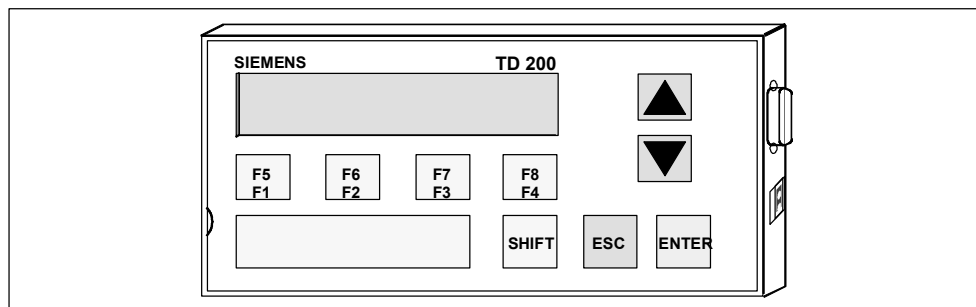 SIEMENS TD 200
F5 F6 F7 F8
F1 F2 F3 F4
SHIFT ESC ENTER